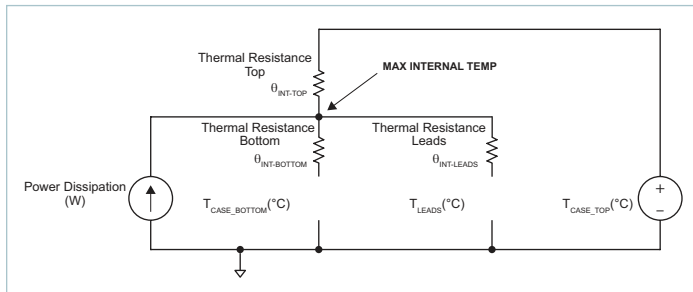 Thermal Resistance
Top
θINT-TOP
MAX INTERNAL TEMP
Thermal Resistance
Bottom
θINT-BOTTOM
Thermal Resistance
Leads
θINT-LEADS
Power Dissipation
(W)
TCASE_BOTTOM(°C)
TLEADS(°C)
TCASE_TOP(°C)
+
–